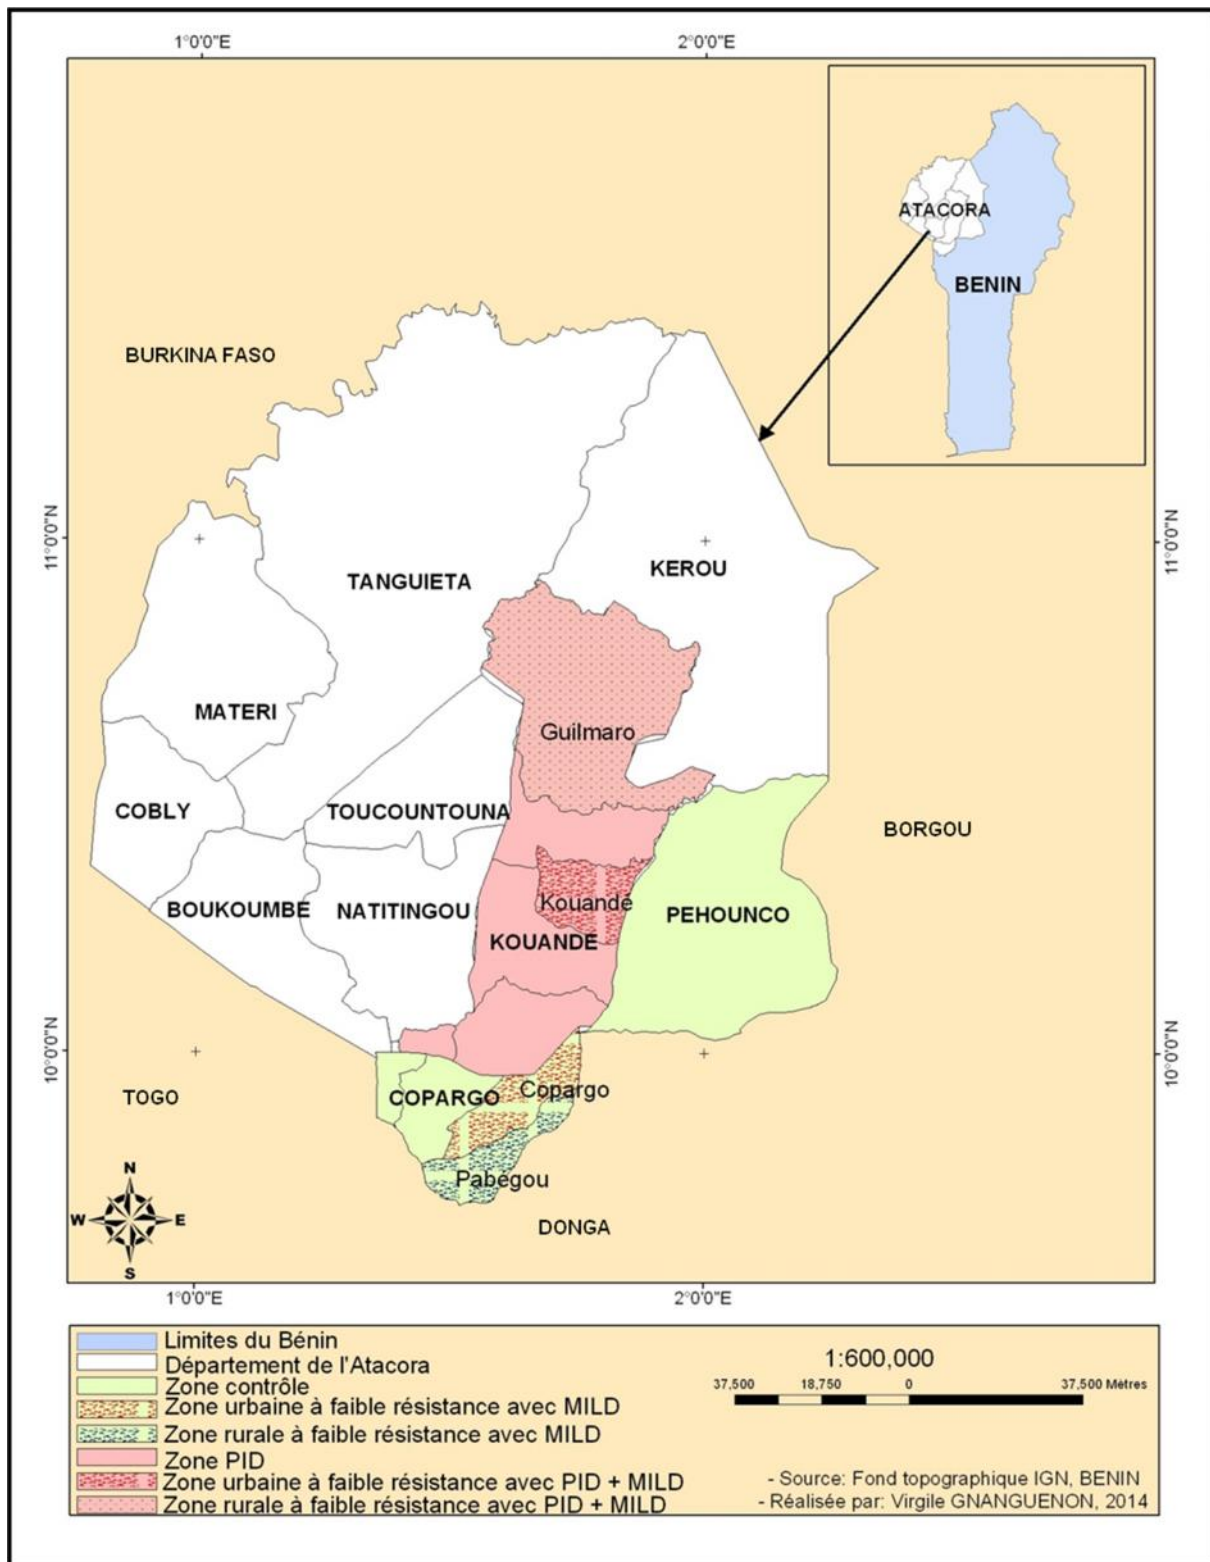 1°0'0"E
2°0'0"E
ATACORA
BENIN
BURKINA FASO
11°0'0"N
11°0'0"N
KEROU
TANGUIETA
MATERI
Guilmaro
COBLY
TOUCOUNTOUNA
BORGOU
BOUKOUMBE
NATITINGOU
Kouandé
PEHOUNCO
KOUANDE
10°0'0"N
10°0'0"N
TOGO
COPARGO
Copargo
Pabégou
N
W
E
S
DONGA
1°0'0"E
2°0'0"E
Limites du Bénin
Département de l'Atacora
Zone contrôle
Zone urbaine à faible résistance avec MILD
Zone rurale à faible résistance avec MILD
Zone PID
Zone urbaine à faible résistance avec PID + MILD
Zone rurale à faible résistance avec PID + MILD
1:600,000
37,500 18,750 0 37,500 Mètres
- Source: Fond topographique IGN, BENIN
- Réalisée par: Virgile GNANGUENON, 2014